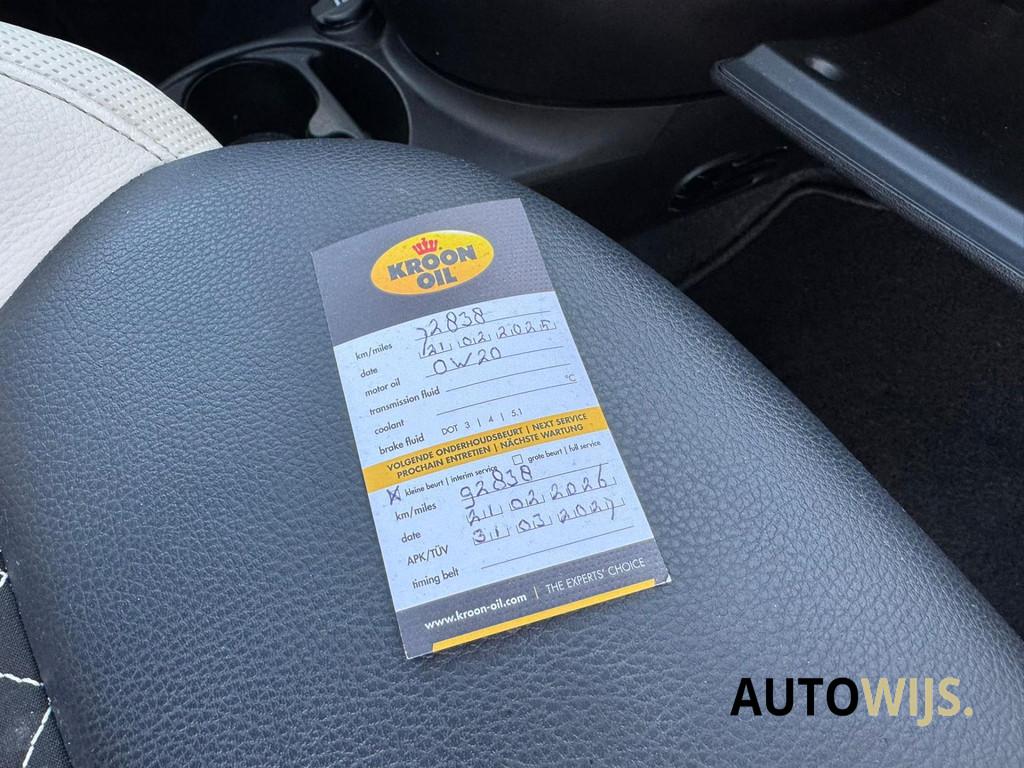 KROON
OIL
km/miles 72838
date 21 02 2025
motor oil 0W20
transmission fluid
coolant °C
brake fluid DOT 3 | 4 | 5.1
VOLGENDE ONDERHOUDSBEURT | NEXT SERVICE
PROCHAIN ENTRETIEN | NÄCHSTE WARTUNG
X kleine beurt | interim service grote beurt | full service
km/miles 92838
date 21 02 2026
APK/TÜV 31 03 2027
timing belt
www.kroon-oil.com | THE EXPERTS' CHOICE
AUTOWIJS.